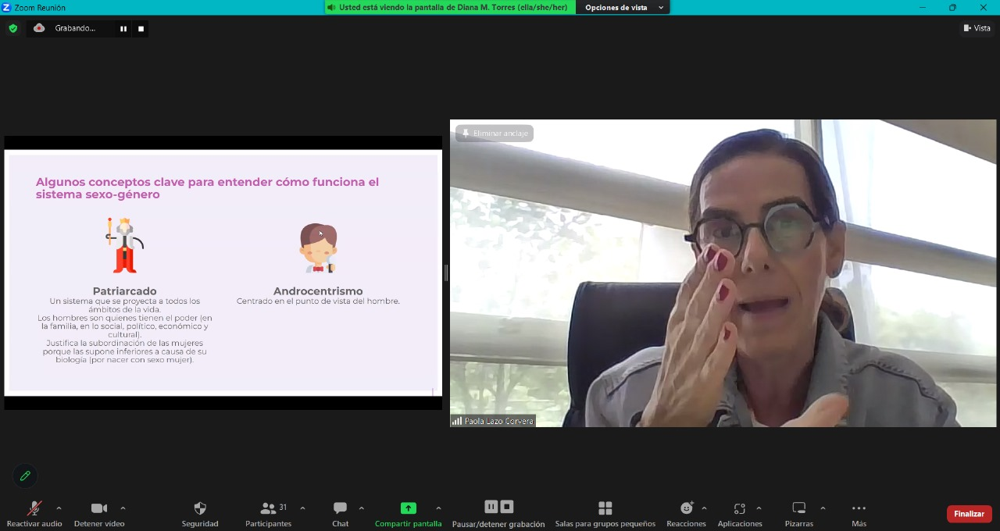 Zoom Reunión
Usted está viendo la pantalla de Diana M. Torres (ella/she/her)
Opciones de vista
Grabando...
Vista
Eliminar anclaje
Algunos conceptos clave para entender cómo funciona el
sistema sexo-género
Patriarcado
Un sistema que se proyecta a todos los
ámbitos de la vida.
Los hombres son quienes tienen el poder (en
la familia, en lo social, político, económico y
cultural).
Justifica la subordinación de las mujeres
porque las supone inferiores a causa de su
biología (por nacer con sexo mujer).
Androcentrismo
Centrado en el punto de vista del hombre.
Paola Lazo Corvera
31
Reactivar audio
Detener vídeo
Seguridad
Participantes
Chat
Compartir pantalla
Pausar/detener grabación
Salas para grupos pequeños
Reacciones
Aplicaciones
Pizarras
Más
Finalizar